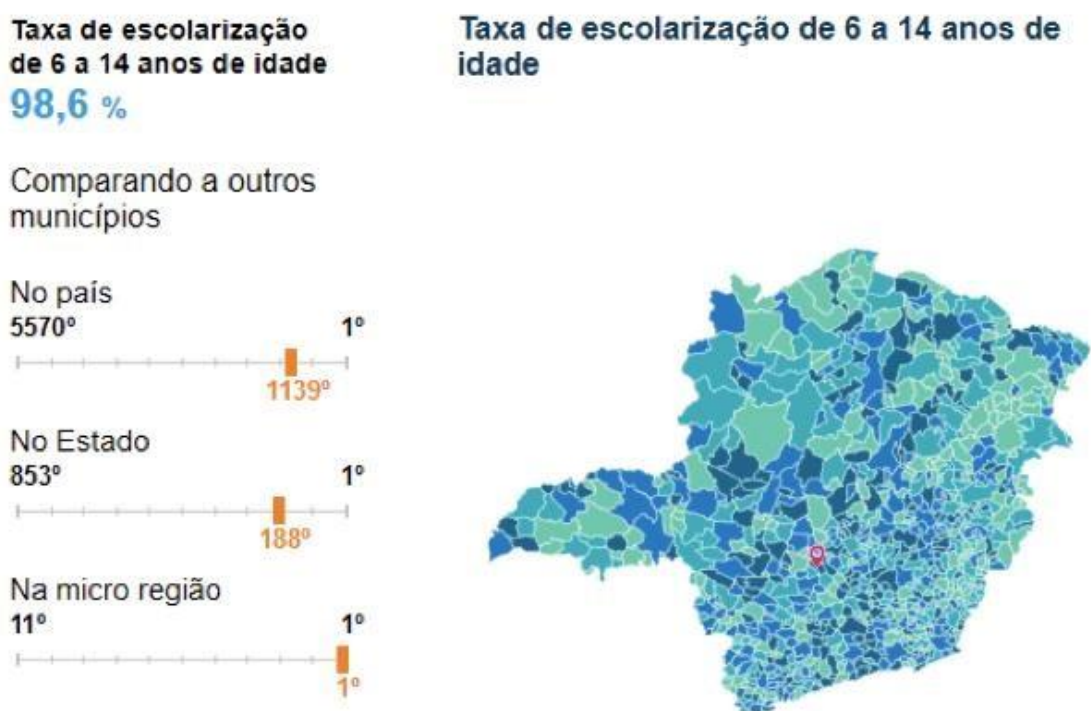 Taxa de escolarização
de 6 a 14 anos de idade
98,6 %
Comparando a outros
municípios
No país
5570º 1º
1139º
No Estado
853º 1º
188º
Na micro região
11º 1º
1º
Taxa de escolarização de 6 a 14 anos de
idade